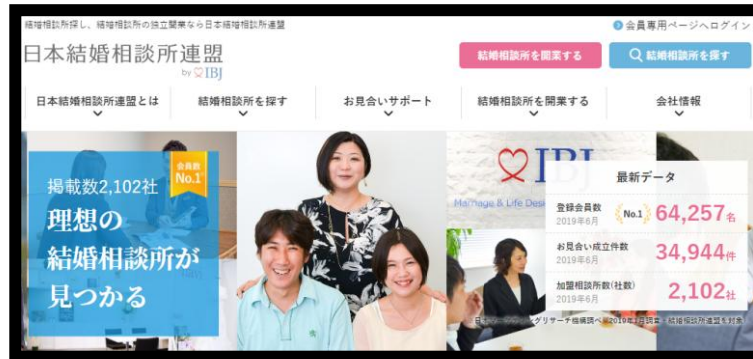 結婚相談所探し、結婚相談所の独立開業なら日本結婚相談所連盟
会員専用ページへログイン
日本結婚相談所連盟
by IBJ
結婚相談所を開業する
結婚相談所を探す
日本結婚相談所連盟とは
結婚相談所を探す
お見合いサポート
結婚相談所を開業する
会社情報
掲載数2,102社
会員数
No.1
理想の
結婚相談所が
見つかる
IBJ
Marriage & Life Des
最新データ
登録会員数
2019年6月
No.1
64,257名
お見合い成立件数
2019年6月
34,944件
加盟相談所数(社数)
2019年6月
2,102社